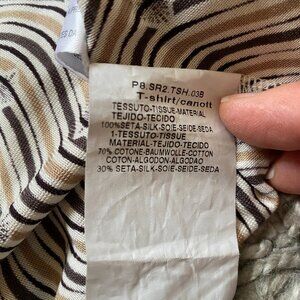 P8.SR2.TSH.03B
T-shirt/canott
TESSUTO-TISSUE-MATERIAL
TEJIDO-TECIDO
100%SETA-SILK-SOIE-SEIDE-SEDA
1-TESSUTO-TISSUE
MATERIAL-TEJIDO-TECIDO
70% COTONE-BAUMWOLLE-COTTON
COTON-ALGODON-ALGODAO
30% SETA-SILK-SOIE-SEIDE-SEDA